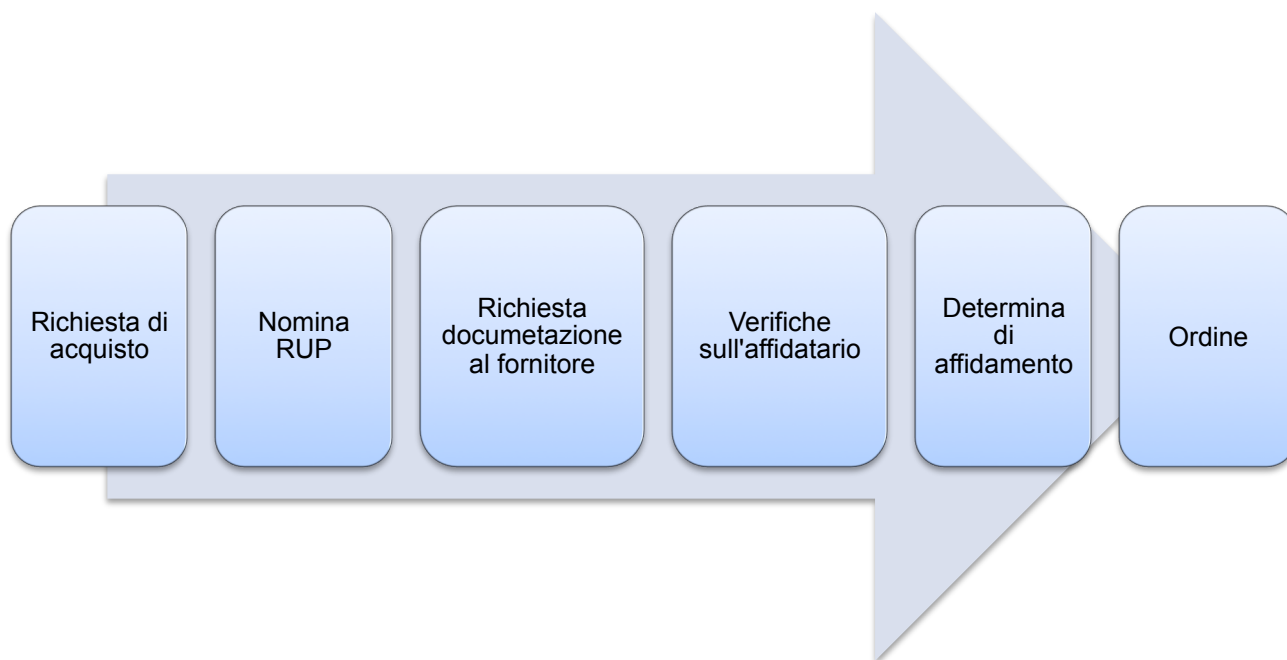 Richiesta di
acquisto
Nomina
RUP
Richiesta
documetazione
al fornitore
Verifiche
sull'affidatario
Determina
di
affidamento
Ordine